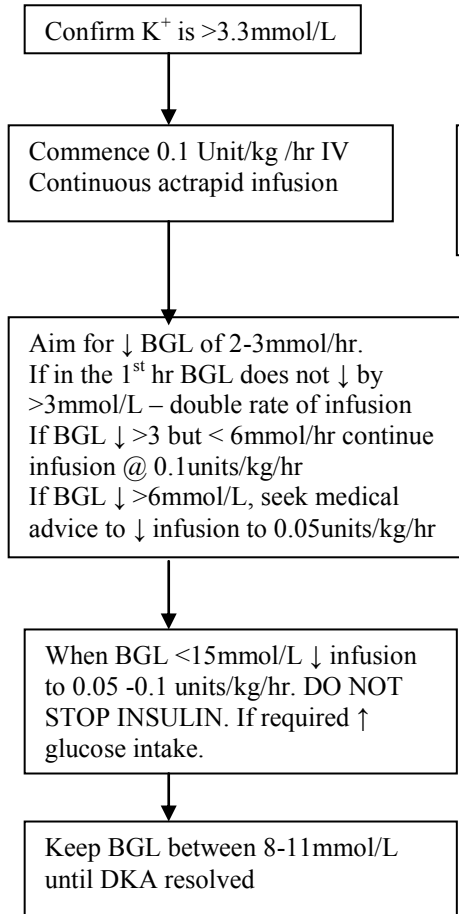 Confirm K⁺ is >3.3mmol/L
Commence 0.1 Unit/kg /hr IV
Continuous actrapid infusion
Aim for ↓ BGL of 2-3mmol/hr.
If in the 1ˢᵗ hr BGL does not ↓ by
>3mmol/L – double rate of infusion
If BGL ↓ >3 but < 6mmol/hr continue
infusion @ 0.1units/kg/hr
If BGL ↓ >6mmol/L, seek medical
advice to ↓ infusion to 0.05units/kg/hr
When BGL <15mmol/L ↓ infusion
to 0.05 -0.1 units/kg/hr. DO NOT
STOP INSULIN. If required ↑
glucose intake.
Keep BGL between 8-11mmol/L
until DKA resolved